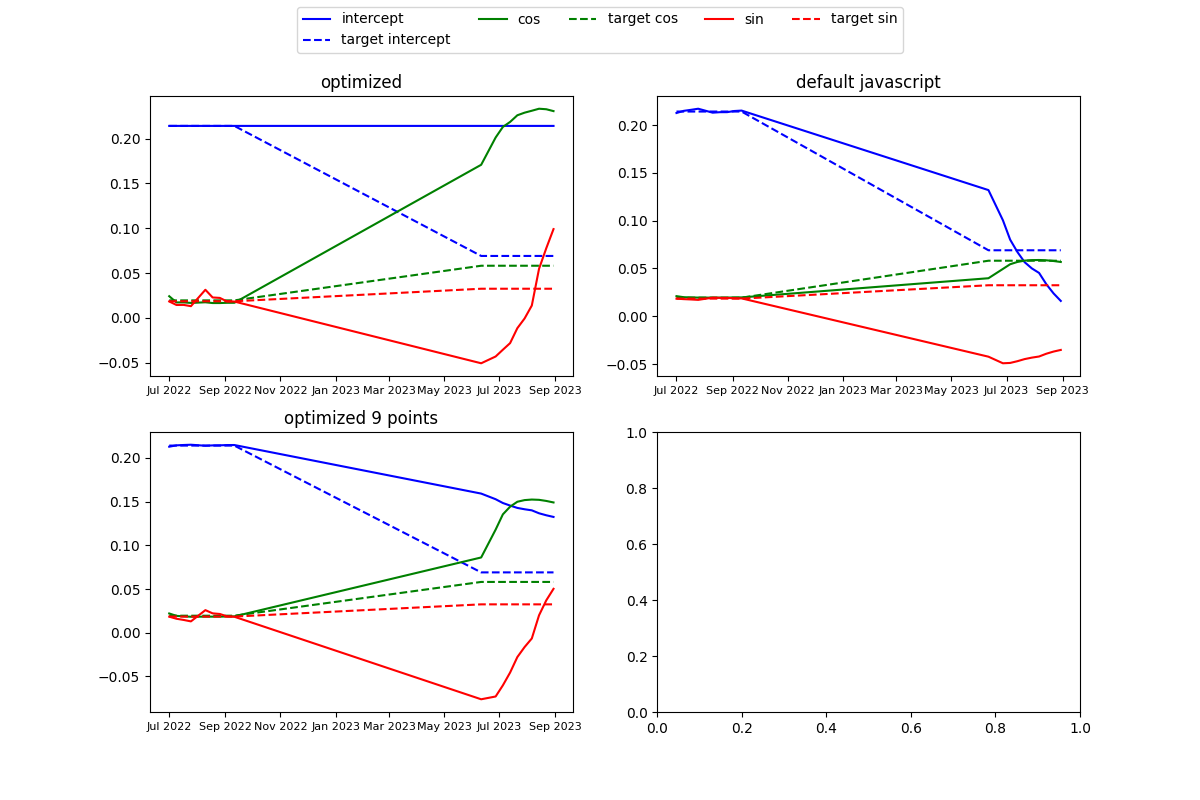 intercept cos target cos sin target sin
target intercept
optimized
0.20
0.15
0.10
0.05
0.00
−0.05
Jul 2022 Sep 2022 Nov 2022 Jan 2023 Mar 2023 May 2023 Jul 2023 Sep 2023
default javascript
0.20
0.15
0.10
0.05
0.00
−0.05
Jul 2022 Sep 2022 Nov 2022 Jan 2023 Mar 2023 May 2023 Jul 2023 Sep 2023
optimized 9 points
0.20
0.15
0.10
0.05
0.00
−0.05
Jul 2022 Sep 2022 Nov 2022 Jan 2023 Mar 2023 May 2023 Jul 2023 Sep 2023
1.0
0.8
0.6
0.4
0.2
0.0
0.0 0.2 0.4 0.6 0.8 1.0